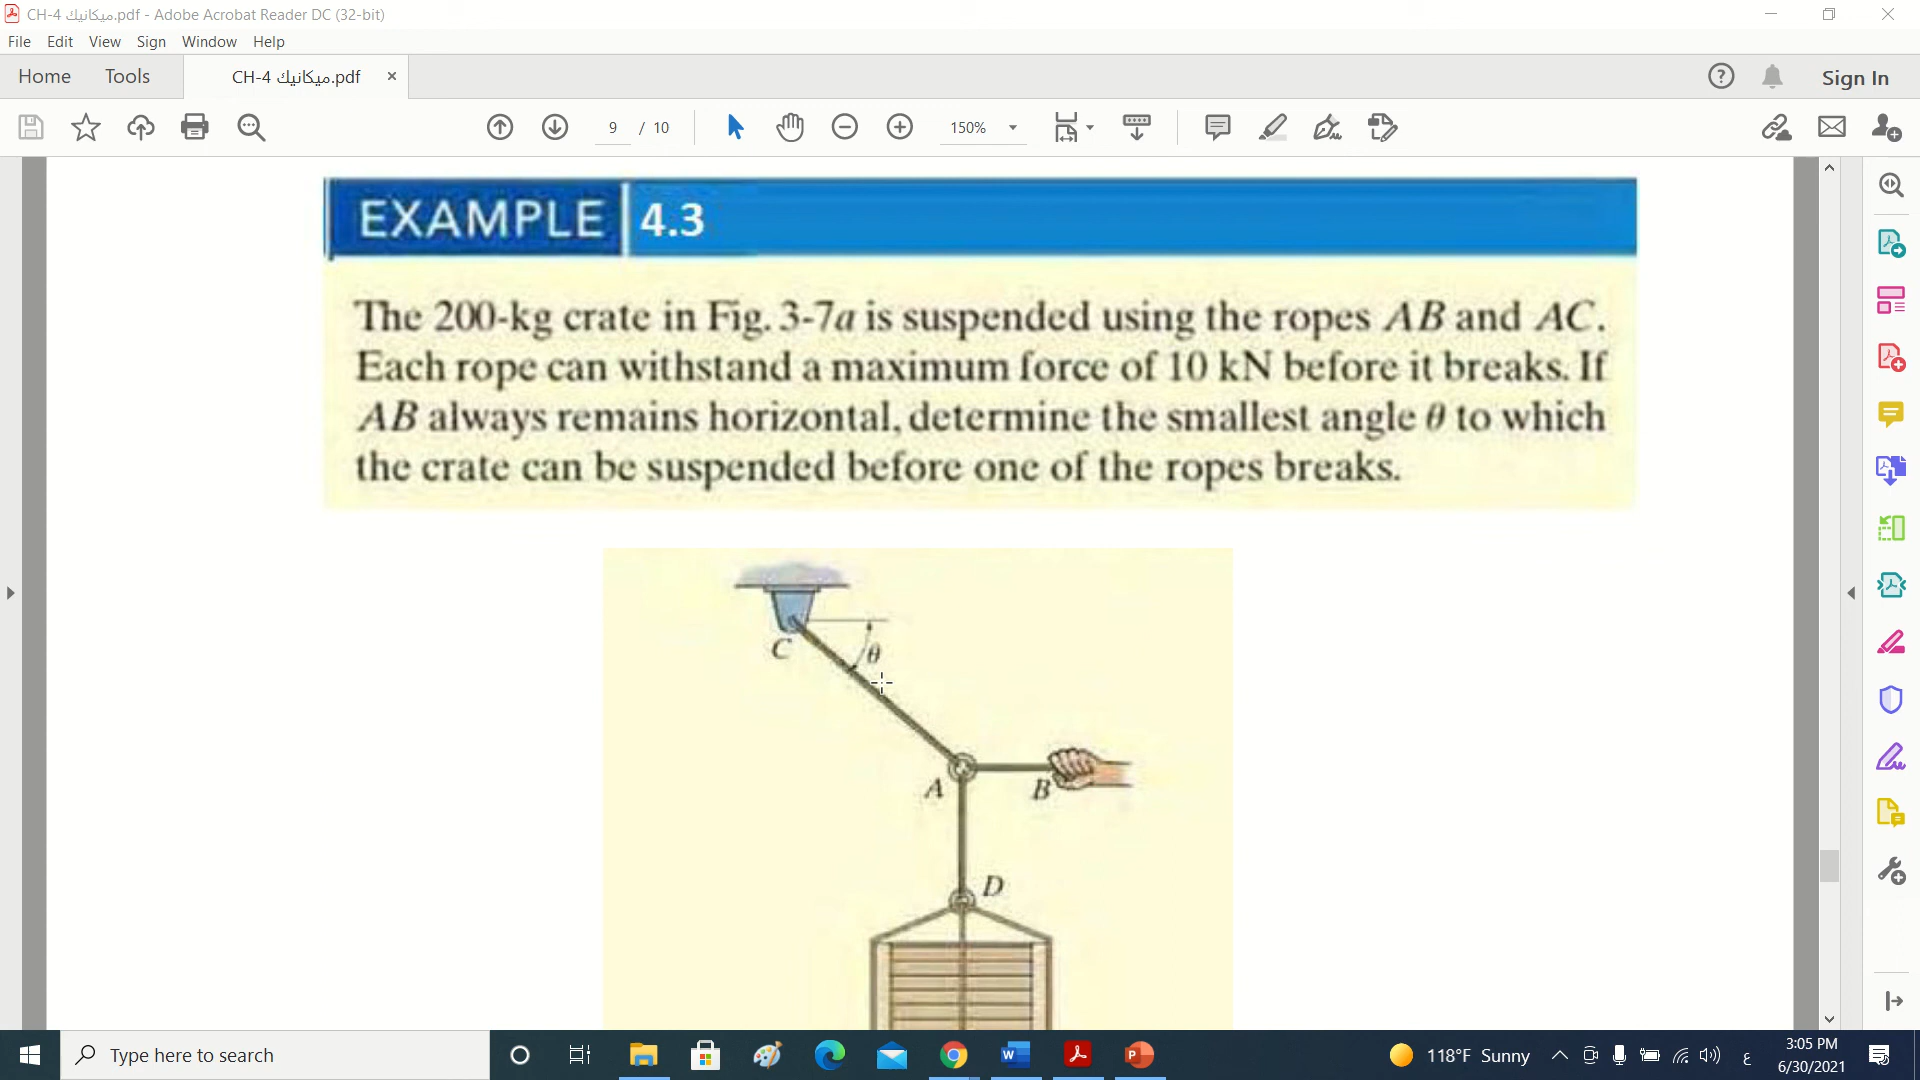 CH-4 ميكانيك.pdf - Adobe Acrobat Reader DC (32-bit)
File Edit View Sign Window Help
Home Tools CH-4 ميكانيك.pdf × Sign In
9 / 10 150%
EXAMPLE 4.3
The 200-kg crate in Fig. 3-7a is suspended using the ropes AB and AC.
Each rope can withstand a maximum force of 10 kN before it breaks. If
AB always remains horizontal, determine the smallest angle θ to which
the crate can be suspended before one of the ropes breaks.
C
θ
A
B
D
Type here to search
118°F Sunny
ع
3:05 PM
6/30/2021